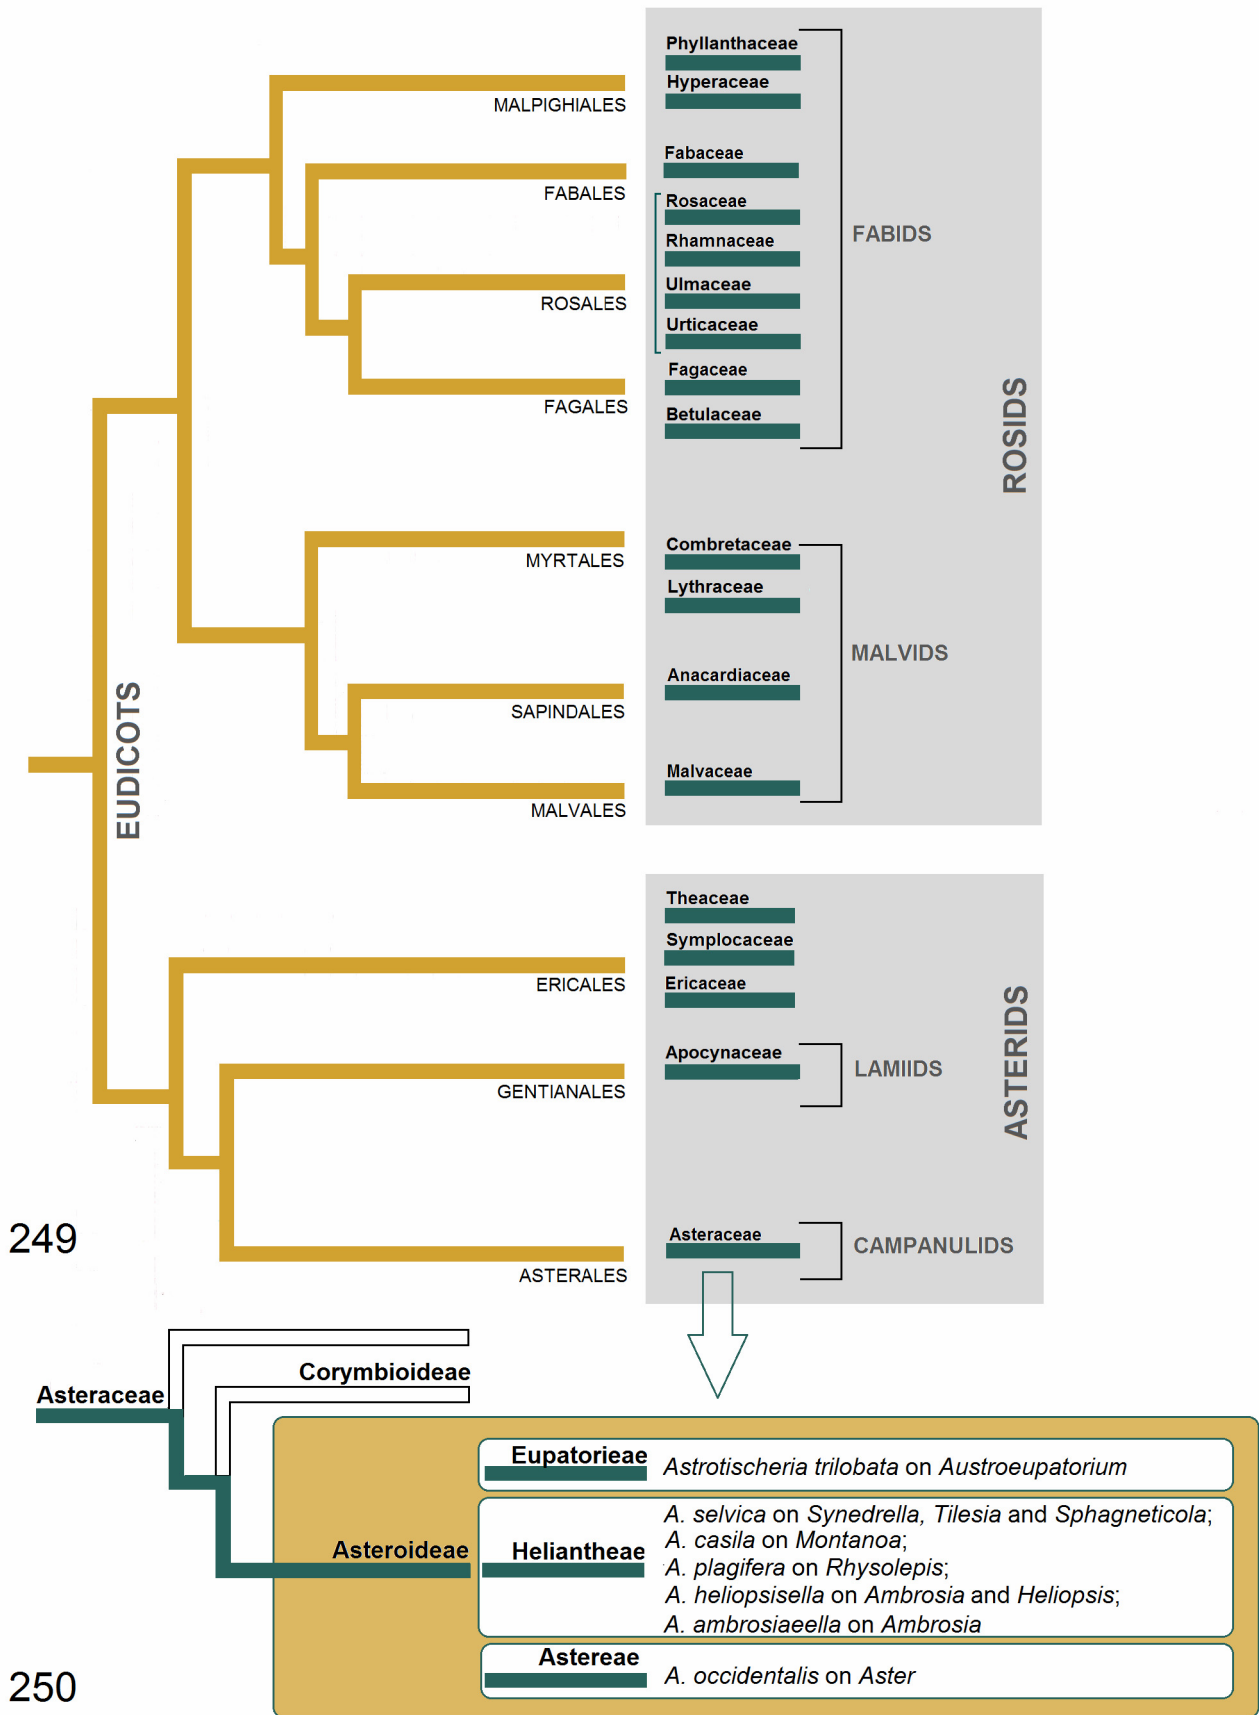 Phyllanthaceae
Hyperaceae
MALPIGHIALES
Fabaceae
FABALES
Rosaceae
Rhamnaceae
FABIDS
Ulmaceae
ROSALES
Urticaceae
Fagaceae
FAGALES
Betulaceae
ROSIDS
Combretaceae
MYRTALES
Lythraceae
MALVIDS
Anacardiaceae
SAPINDALES
Malvaceae
MALVALES
EUDICOTS
Theaceae
Symplocaceae
Ericaceae
ERICALES
Apocynaceae
LAMIIDS
GENTIANALES
ASTERIDS
Asteraceae
CAMPANULIDS
ASTERALES
249
Corymbioideae
Asteraceae
Eupatorieae
Astrotischeria trilobata on Austroeupatorium
Asteroideae
Heliantheae
A. selvica on Synedrella, Tilesia and Sphagneticola;
A. casila on Montanoa;
A. plagifera on Rhysolepis;
A. heliopsisella on Ambrosia and Heliopsis;
A. ambrosiaeella on Ambrosia
Astereae
A. occidentalis on Aster
250